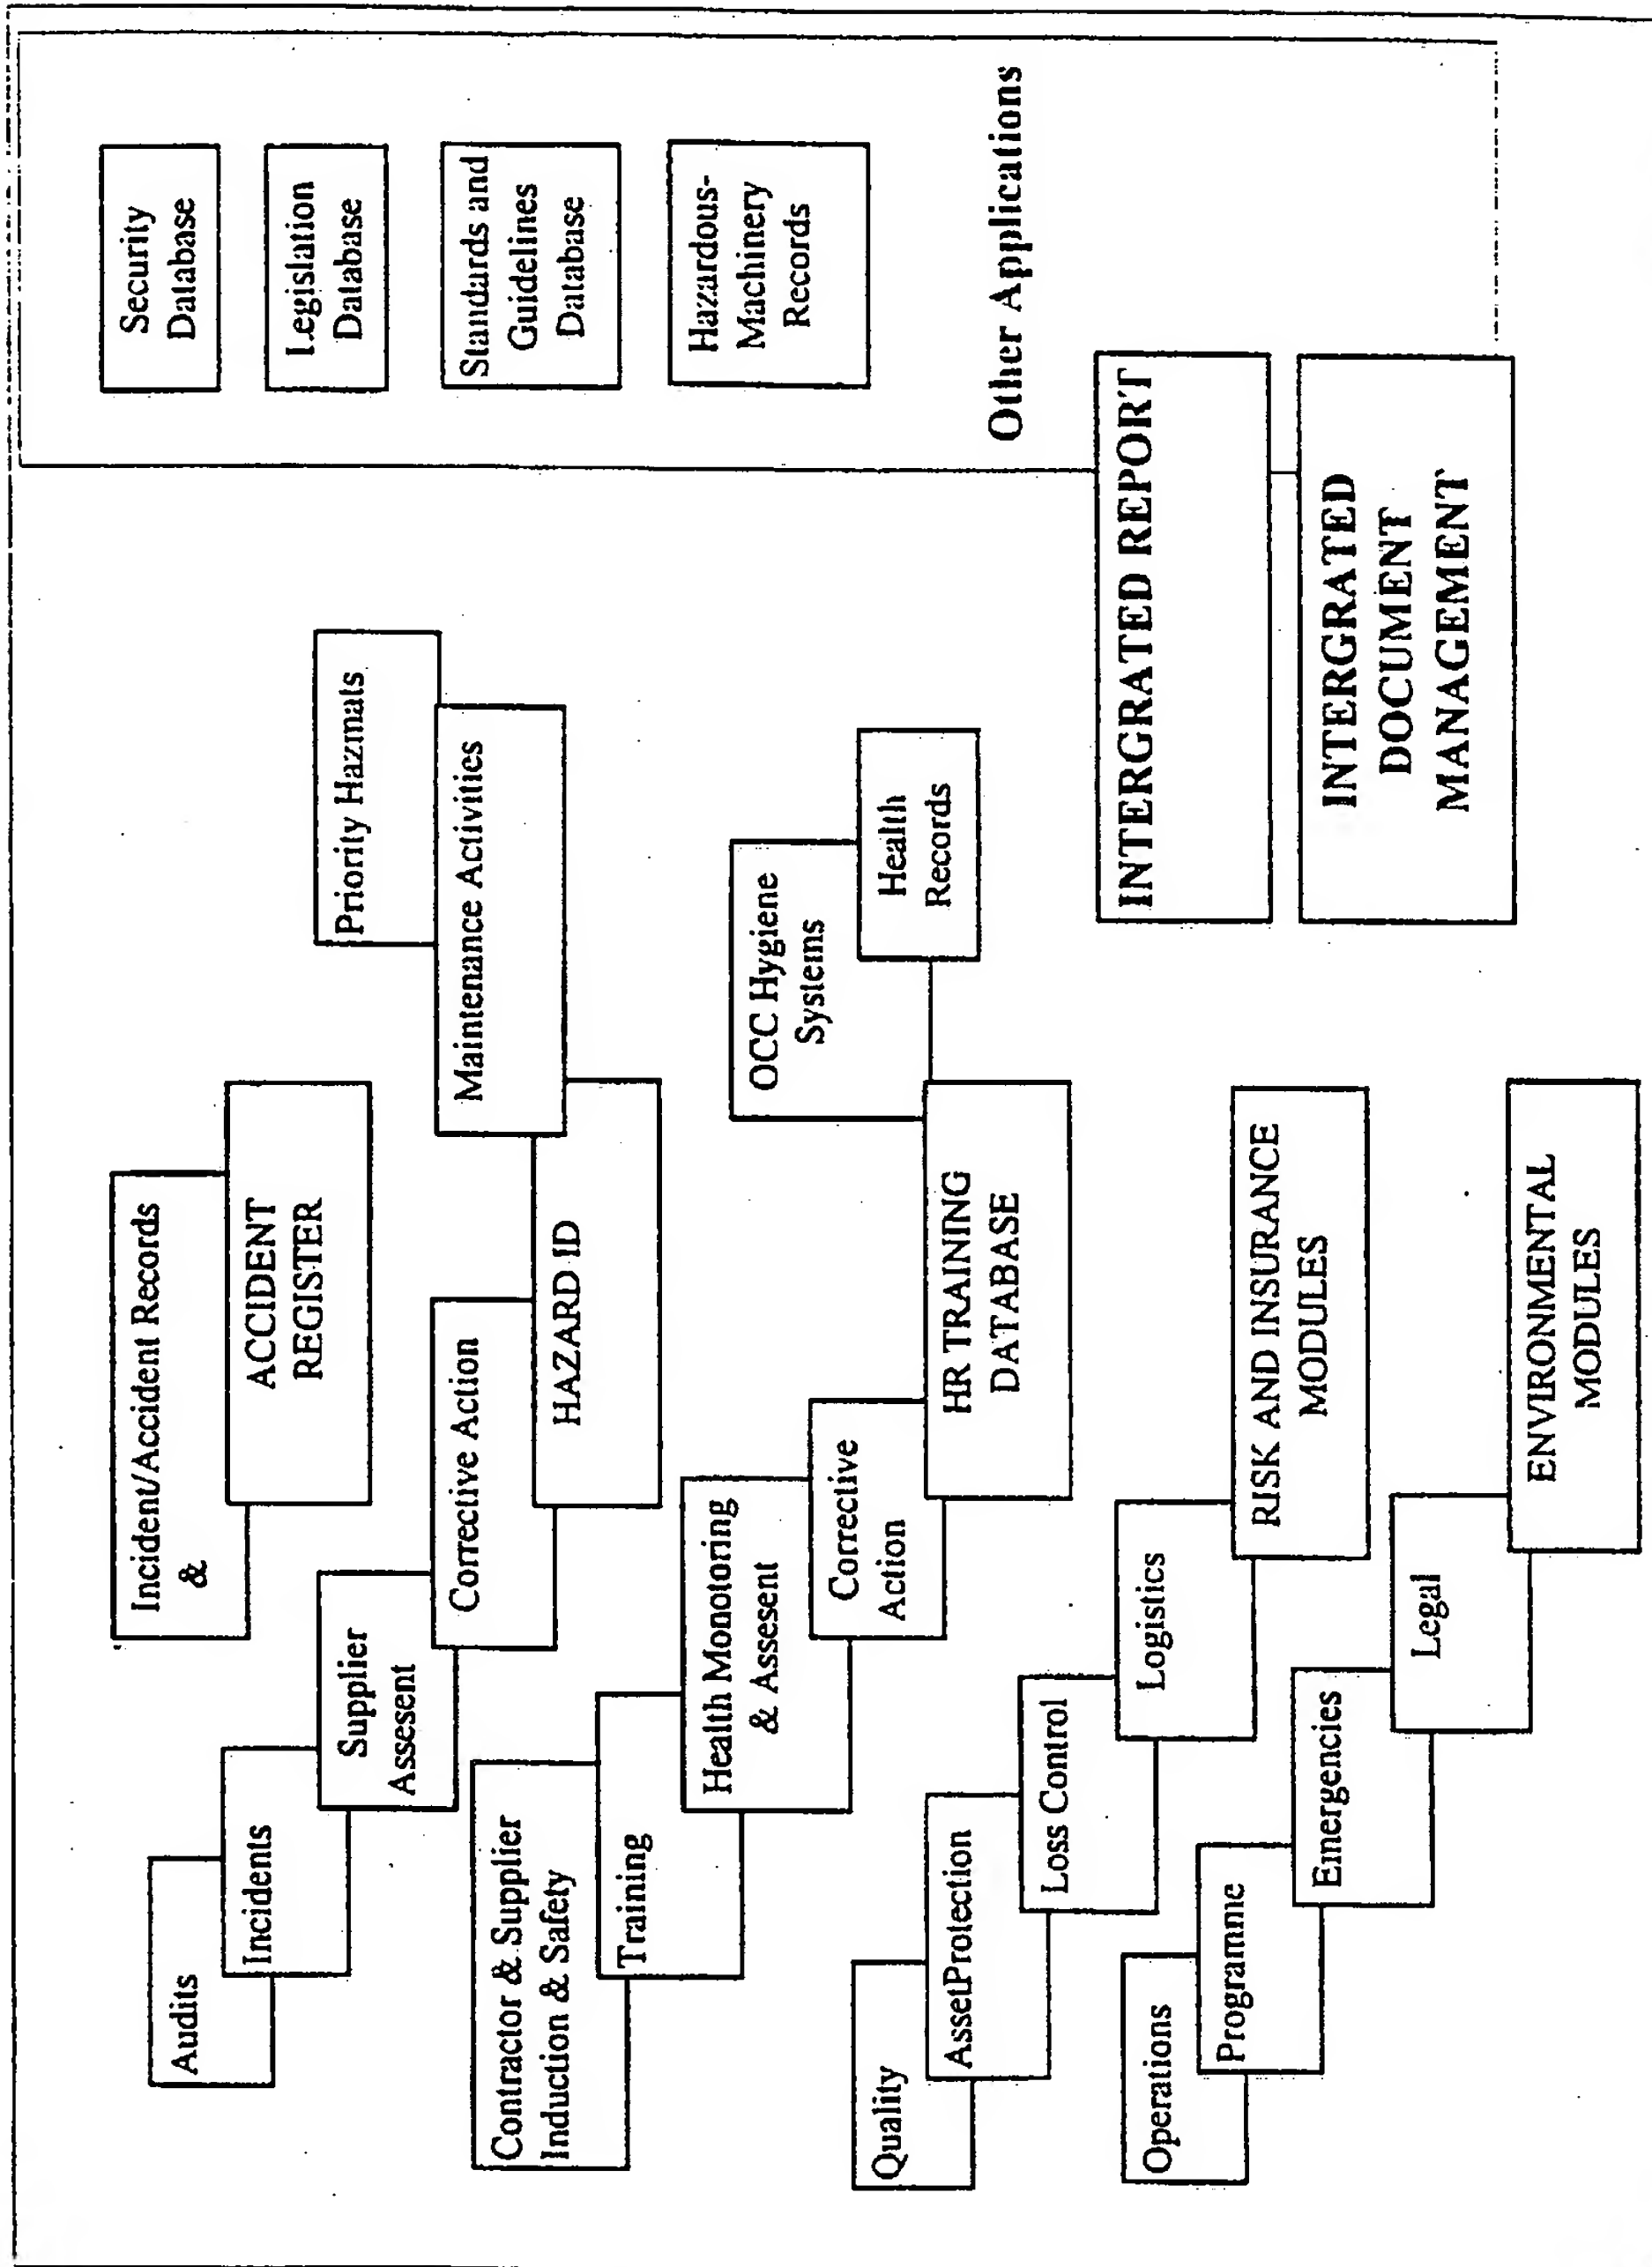 Incident/Accident Records
&
ACCIDENT
REGISTER
Audits
Incidents
Supplier
Assesent
Corrective Action
HAZARD ID
Priority Hazmals
Maintenance Activities
Contractor & Supplier
Induction & Safety
Training
Health Monotoring
& Assesent
Corrective
Action
HR TRAINING
DATABASE
OCC Hygiene
Systems
Health
Records
Quality
AssetProtection
Loss Control
Logistics
RISK AND INSURANCE
MODULES
Operations
Programme
Emergencies
Legal
ENVIRONMENTAL
MODULES
Security
Database
Legislation
Database
Standards and
Guidelines
Database
Hazardous-
Machinery
Records
Other Applications
INTERGRATED REPORT
INTERGRATED
DOCUMENT
MANAGEMENT